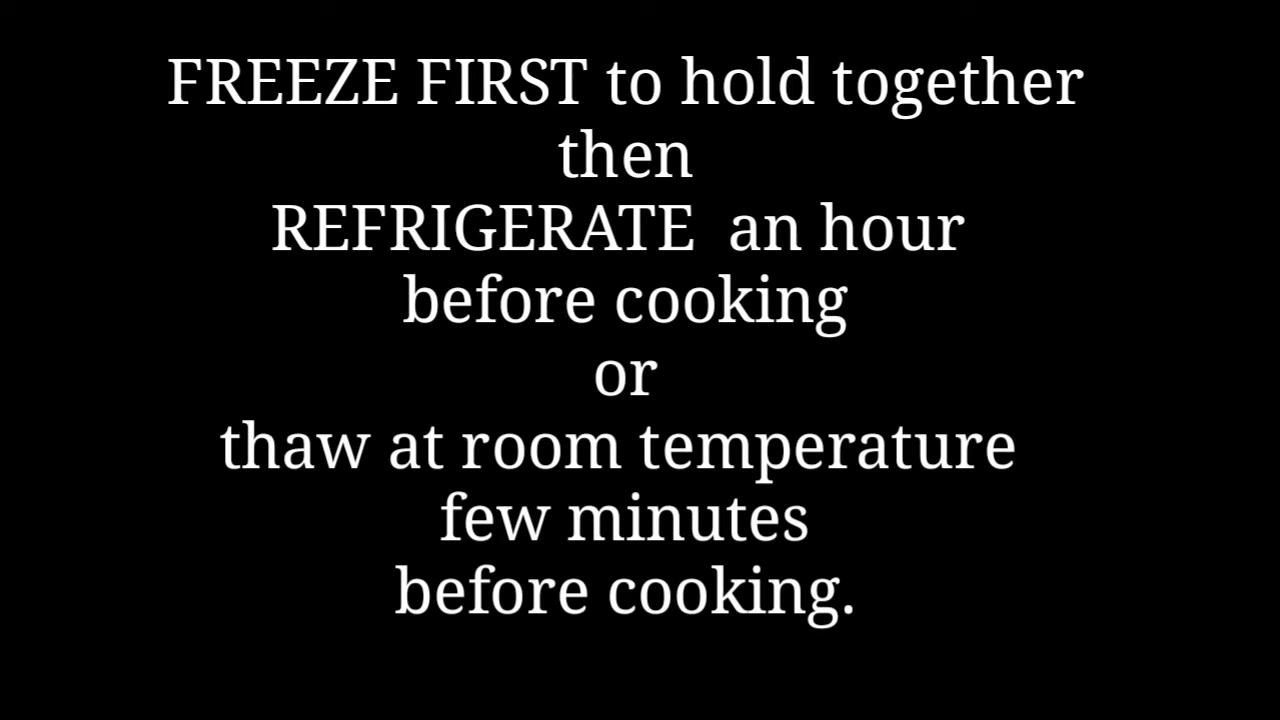 FREEZE FIRST to hold together
then
REFRIGERATE  an hour
before cooking
or
thaw at room temperature
few minutes
before cooking.